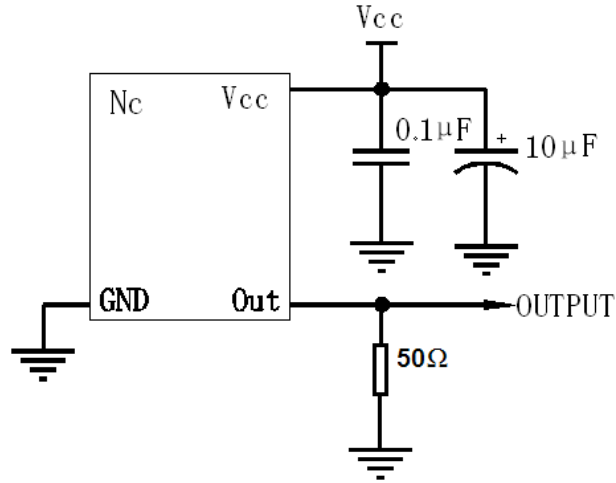 Vcc
Nc
Vcc
0.1μF
+
10μF
GND
Out
OUTPUT
50Ω